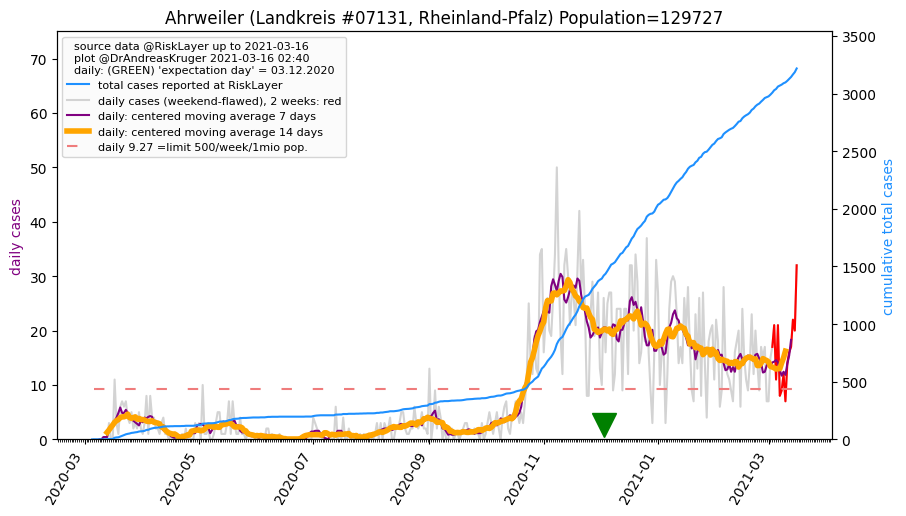 Ahrweiler (Landkreis #07131, Rheinland-Pfalz) Population=129727
source data @RiskLayer up to 2021-03-16
plot @DrAndreasKruger 2021-03-16 02:40
daily: (GREEN) 'expectation day' = 03.12.2020
total cases reported at RiskLayer
daily cases (weekend-flawed), 2 weeks: red
daily: centered moving average 7 days
daily: centered moving average 14 days
daily 9.27 =limit 500/week/1mio pop.
daily cases
70
60
50
40
30
20
10
0
cumulative total cases
3500
3000
2500
2000
1500
1000
500
0
2020-03
2020-05
2020-07
2020-09
2020-11
2021-01
2021-03